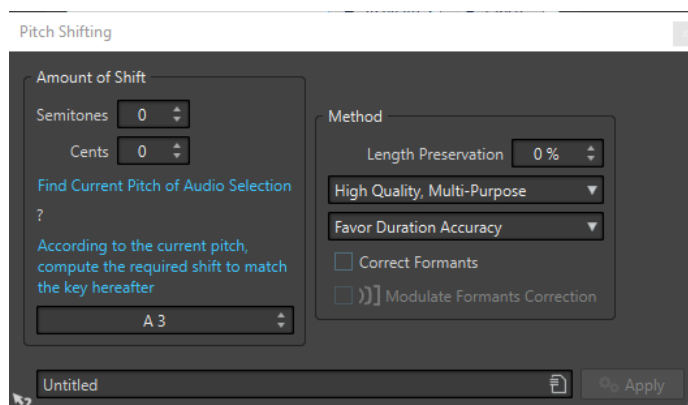 Pitch Shifting
Amount of Shift
Semitones 0
Cents 0
Find Current Pitch of Audio Selection
?
According to the current pitch,
compute the required shift to match
the key hereafter
A 3
Method
Length Preservation 0 %
High Quality, Multi-Purpose
Favor Duration Accuracy
Correct Formants
Modulate Formants Correction
Untitled
Apply